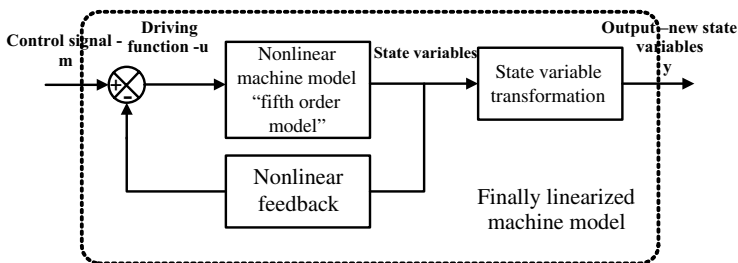 Control signal -
m
Driving
function -u
+
-
Nonlinear
machine model
“fifth order
model”
State variables
State variable
transformation
Output–new state
variables
y
Nonlinear
feedback
Finally linearized
machine model